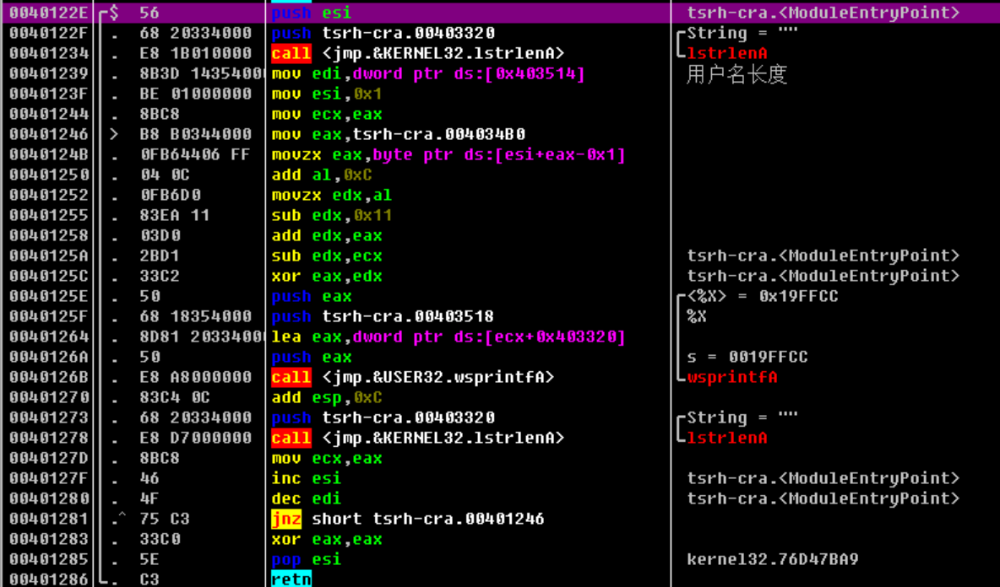 0040122E $ 56 push esi tsrh-cra.<ModuleEntryPoint>
0040122F . 68 20334000 push tsrh-cra.00403320 String = ""
00401234 . E8 1B010000 call <jmp.&KERNEL32.lstrlenA> lstrlenA
00401239 . 8B3D 1435400 mov edi,dword ptr ds:[0x403514] 用户名长度
0040123F . BE 01000000 mov esi,0x1
00401244 . 8BC8 mov ecx,eax
00401246 > B8 B0344000 mov eax,tsrh-cra.004034B0
0040124B . 0FB64406 FF movzx eax,byte ptr ds:[esi+eax-0x1]
00401250 . 04 0C add al,0xC
00401252 . 0FB6D0 movzx edx,al
00401255 . 83EA 11 sub edx,0x11
00401258 . 03D0 add edx,eax
0040125A . 2BD1 sub edx,ecx tsrh-cra.<ModuleEntryPoint>
0040125C . 33C2 xor eax,edx tsrh-cra.<ModuleEntryPoint>
0040125E . 50 push eax <%X> = 0x19FFCC
0040125F . 68 18354000 push tsrh-cra.00403518 %X
00401264 . 8D81 2033400 lea eax,dword ptr ds:[ecx+0x403320]
0040126A . 50 push eax s = 0019FFCC
0040126B . E8 A8000000 call <jmp.&USER32.wsprintfA> wsprintfA
00401270 . 83C4 0C add esp,0xC
00401273 . 68 20334000 push tsrh-cra.00403320 String = ""
00401278 . E8 D7000000 call <jmp.&KERNEL32.lstrlenA> lstrlenA
0040127D . 8BC8 mov ecx,eax
0040127F . 46 inc esi tsrh-cra.<ModuleEntryPoint>
00401280 . 4F dec edi tsrh-cra.<ModuleEntryPoint>
00401281 .^ 75 C3 jnz short tsrh-cra.00401246
00401283 . 33C0 xor eax,eax
00401285 . 5E pop esi kernel32.76D47BA9
00401286 . C3 retn